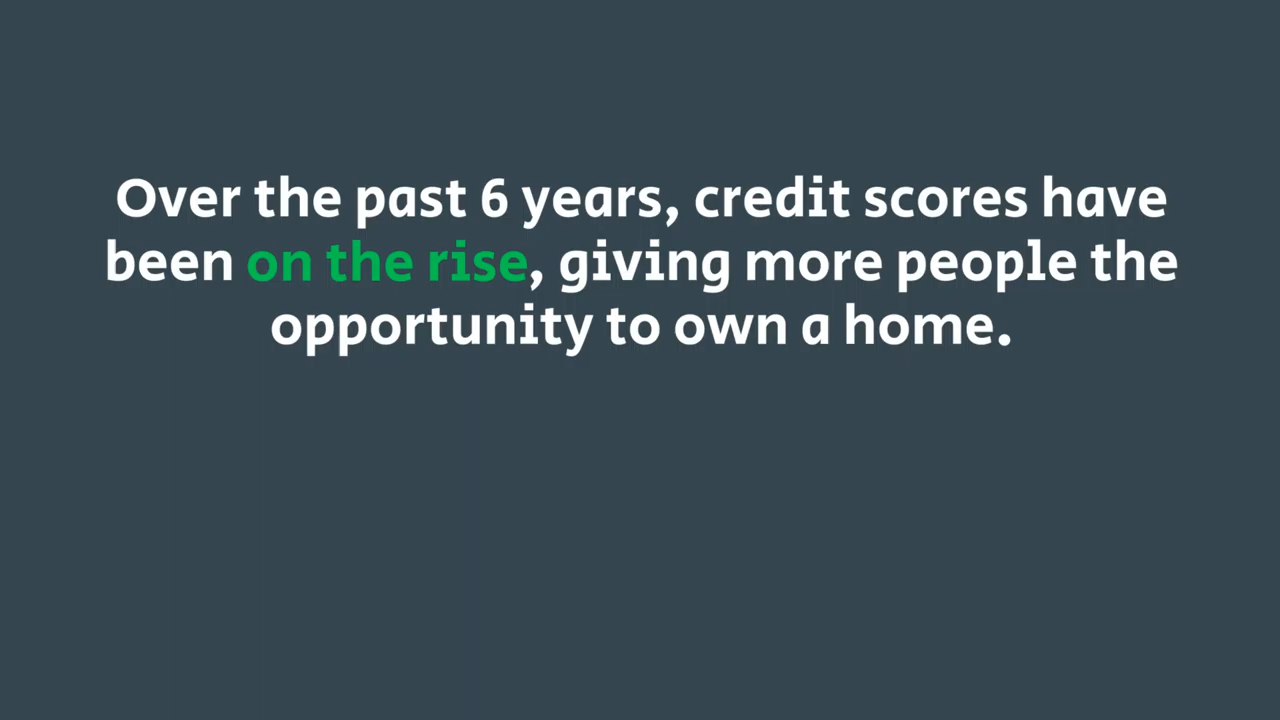 Over the past 6 years, credit scores have
been on the rise, giving more people the
opportunity to own a home.